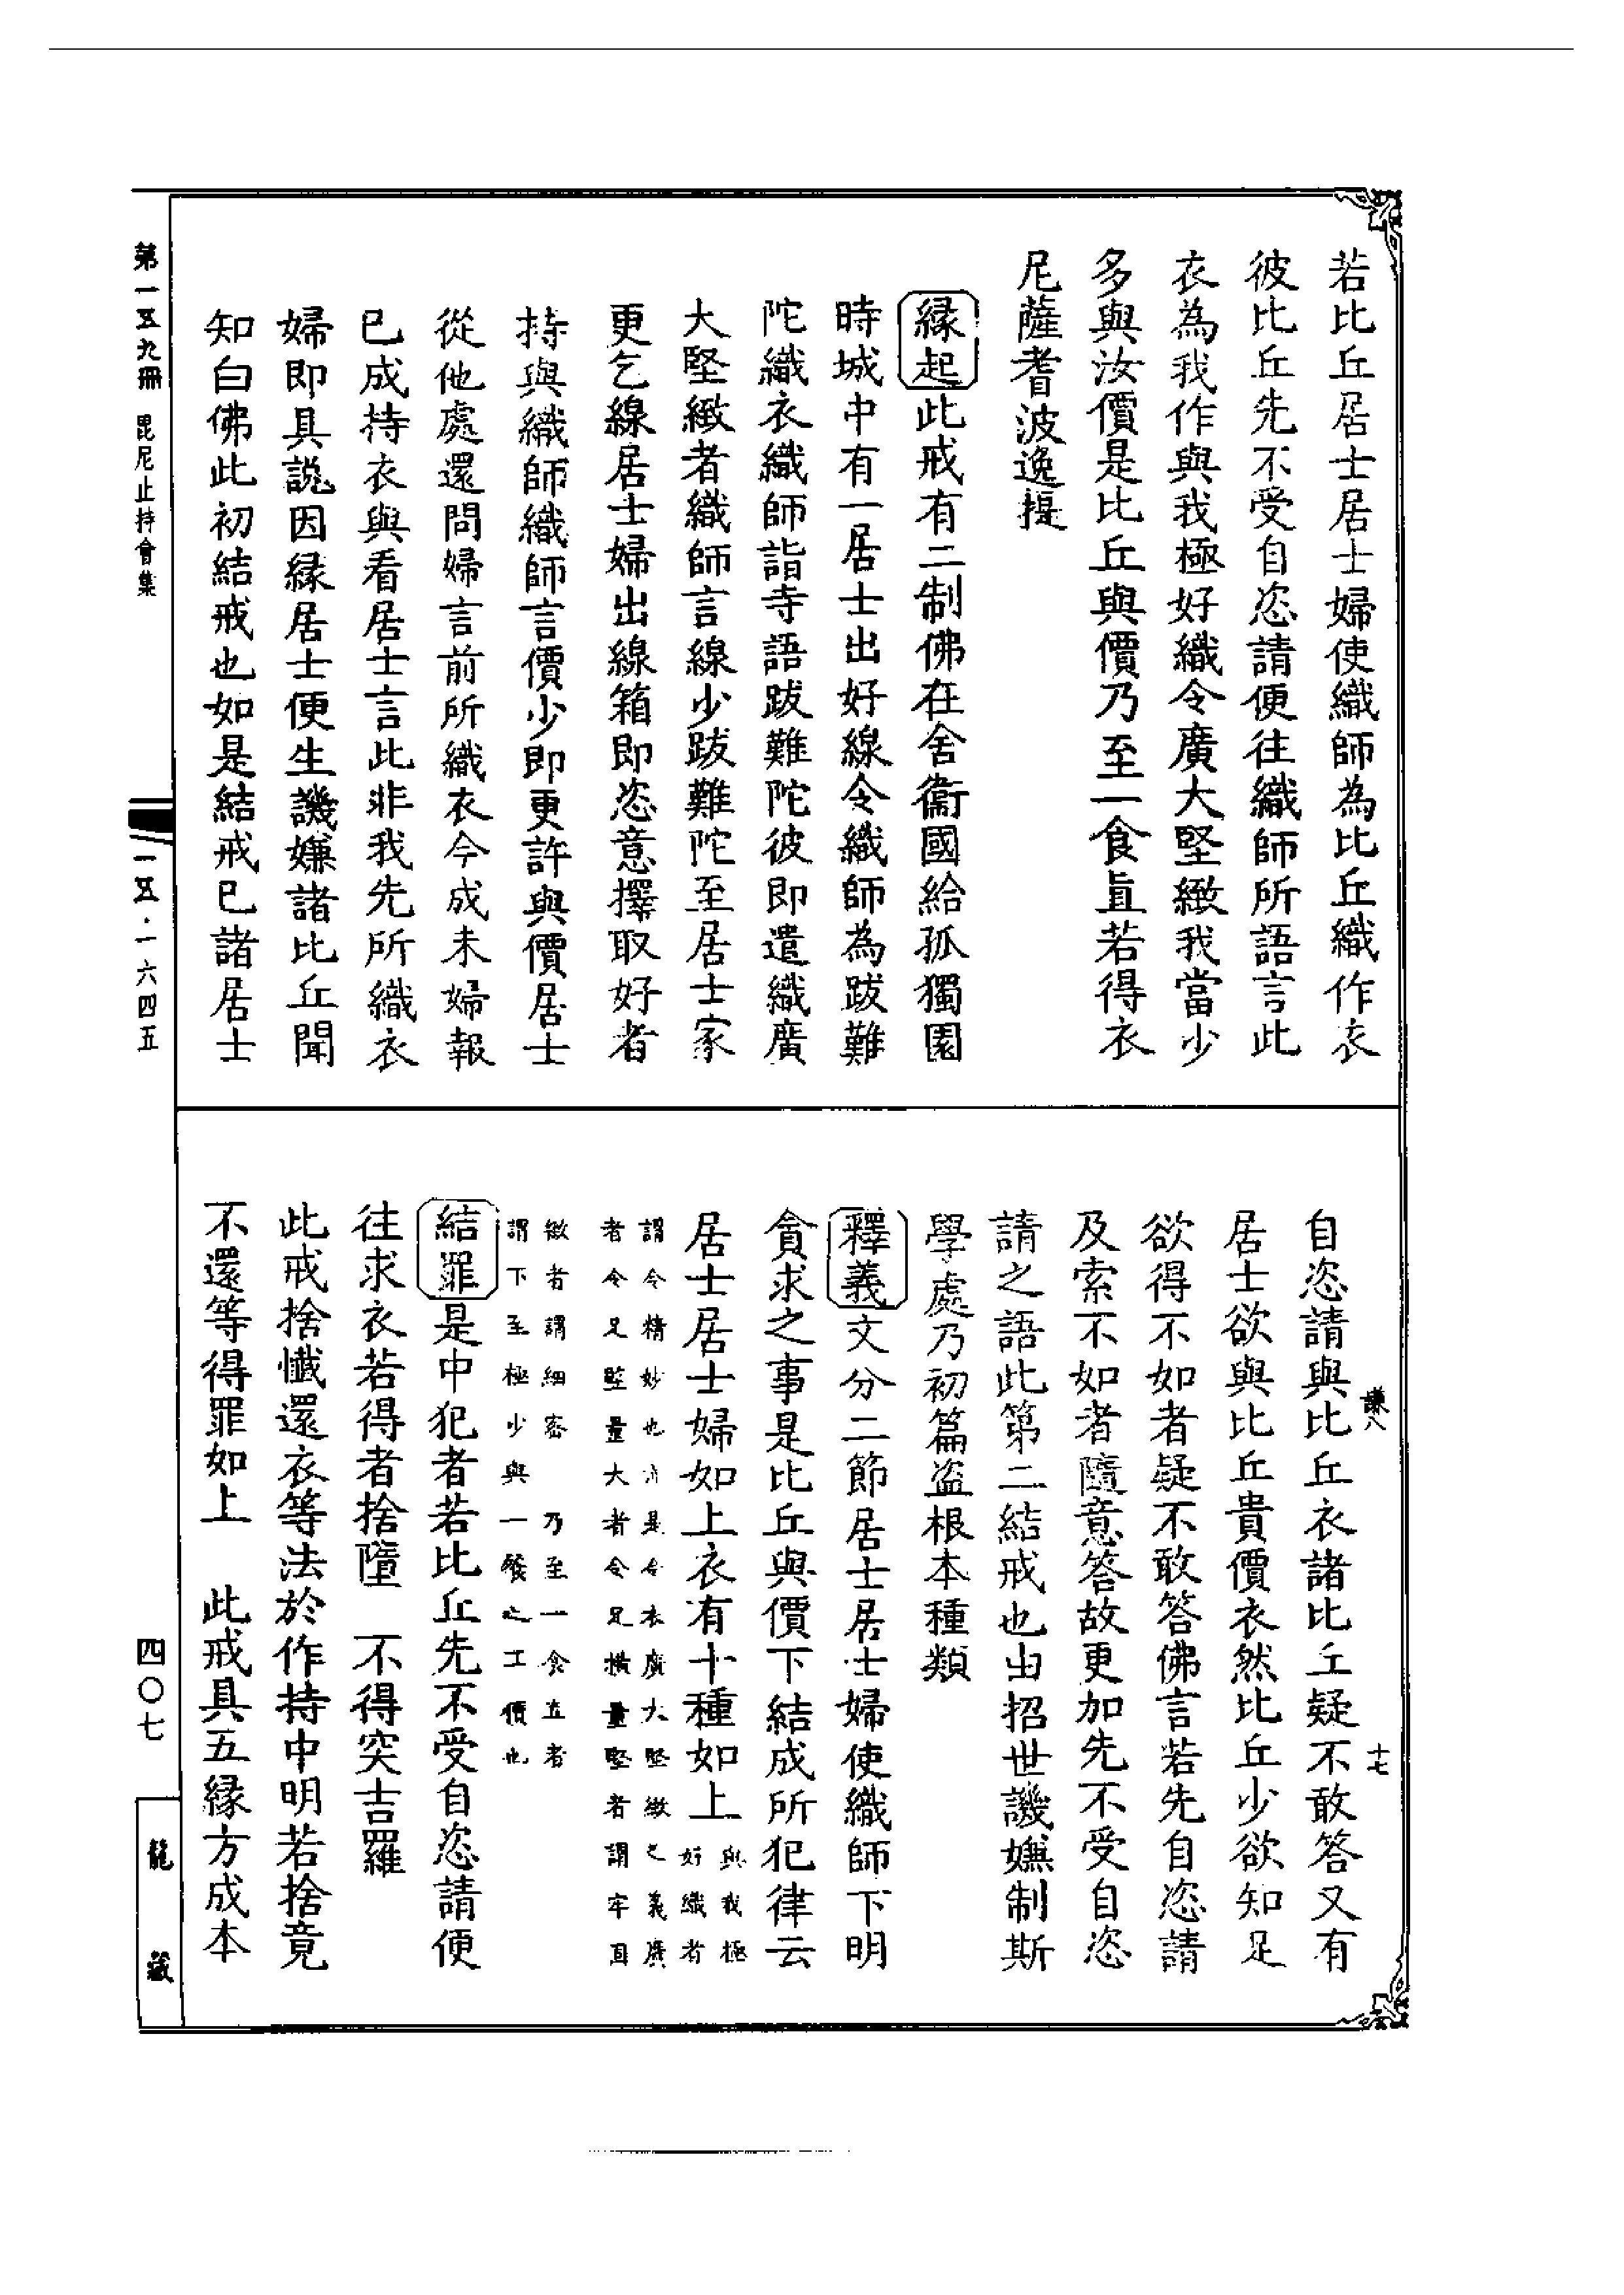 若比丘居士居士婦使織師為比丘織作衣
彼比丘先不受自恣請便往織師所語言此
衣為我作與我極好織令廣大堅緻我當少
多與汝價是比丘與價乃至一食直若得衣
尼薩耆波逸提
縁起此戒有二制佛在舍衞國給孤獨園
時城中有一居士出好線令織師為跋難
陀織衣織師詣寺語跋難陀彼即遣織廣
大堅緻者織師言線少跋難陀至居士家
更乞線居士婦出線箱即恣意擇取好者
持與織師織師言價少即更許與價居士
從他處還問婦言前所織衣今成未婦報
已成持衣與看居士言此非我先所織衣
婦即具說因縁居士便生譏嫌諸比丘聞
知白佛此初結戒也如是結戒已諸居士
自恣請與比丘衣諸比丘疑不敢答又有
居士欲與比丘貴價衣然比丘少欲知足
欲得不如者疑不敢答佛言若先自恣請
及索不如者隨意答故更加先不受自恣
請之語此第二結戒也由招世譏嫌制斯
學處乃初篇盜根本種類
釋義文分二節居士居士婦使織師下明
貪求之事是比丘與價下結成所犯律云
居士居士婦如上衣有十種如上與我極
好織者
謂令精妙也亦是令衣廣大堅緻之義廣
者令足竪量大者令足橫量堅者謂牢固
緻者謂細密 乃至一食直者
謂下至極少與一餐之工價也
結罪是中犯者若比丘先不受自恣請便
往求衣若得者捨墮 不得突吉羅
此戒捨懺還衣等法於作持中明若捨竟
不還等得罪如上 此戒具五縁方成本
謙八
十七
第一五九冊 毘尼止持會集
一五·一六四五
四〇七
龍藏